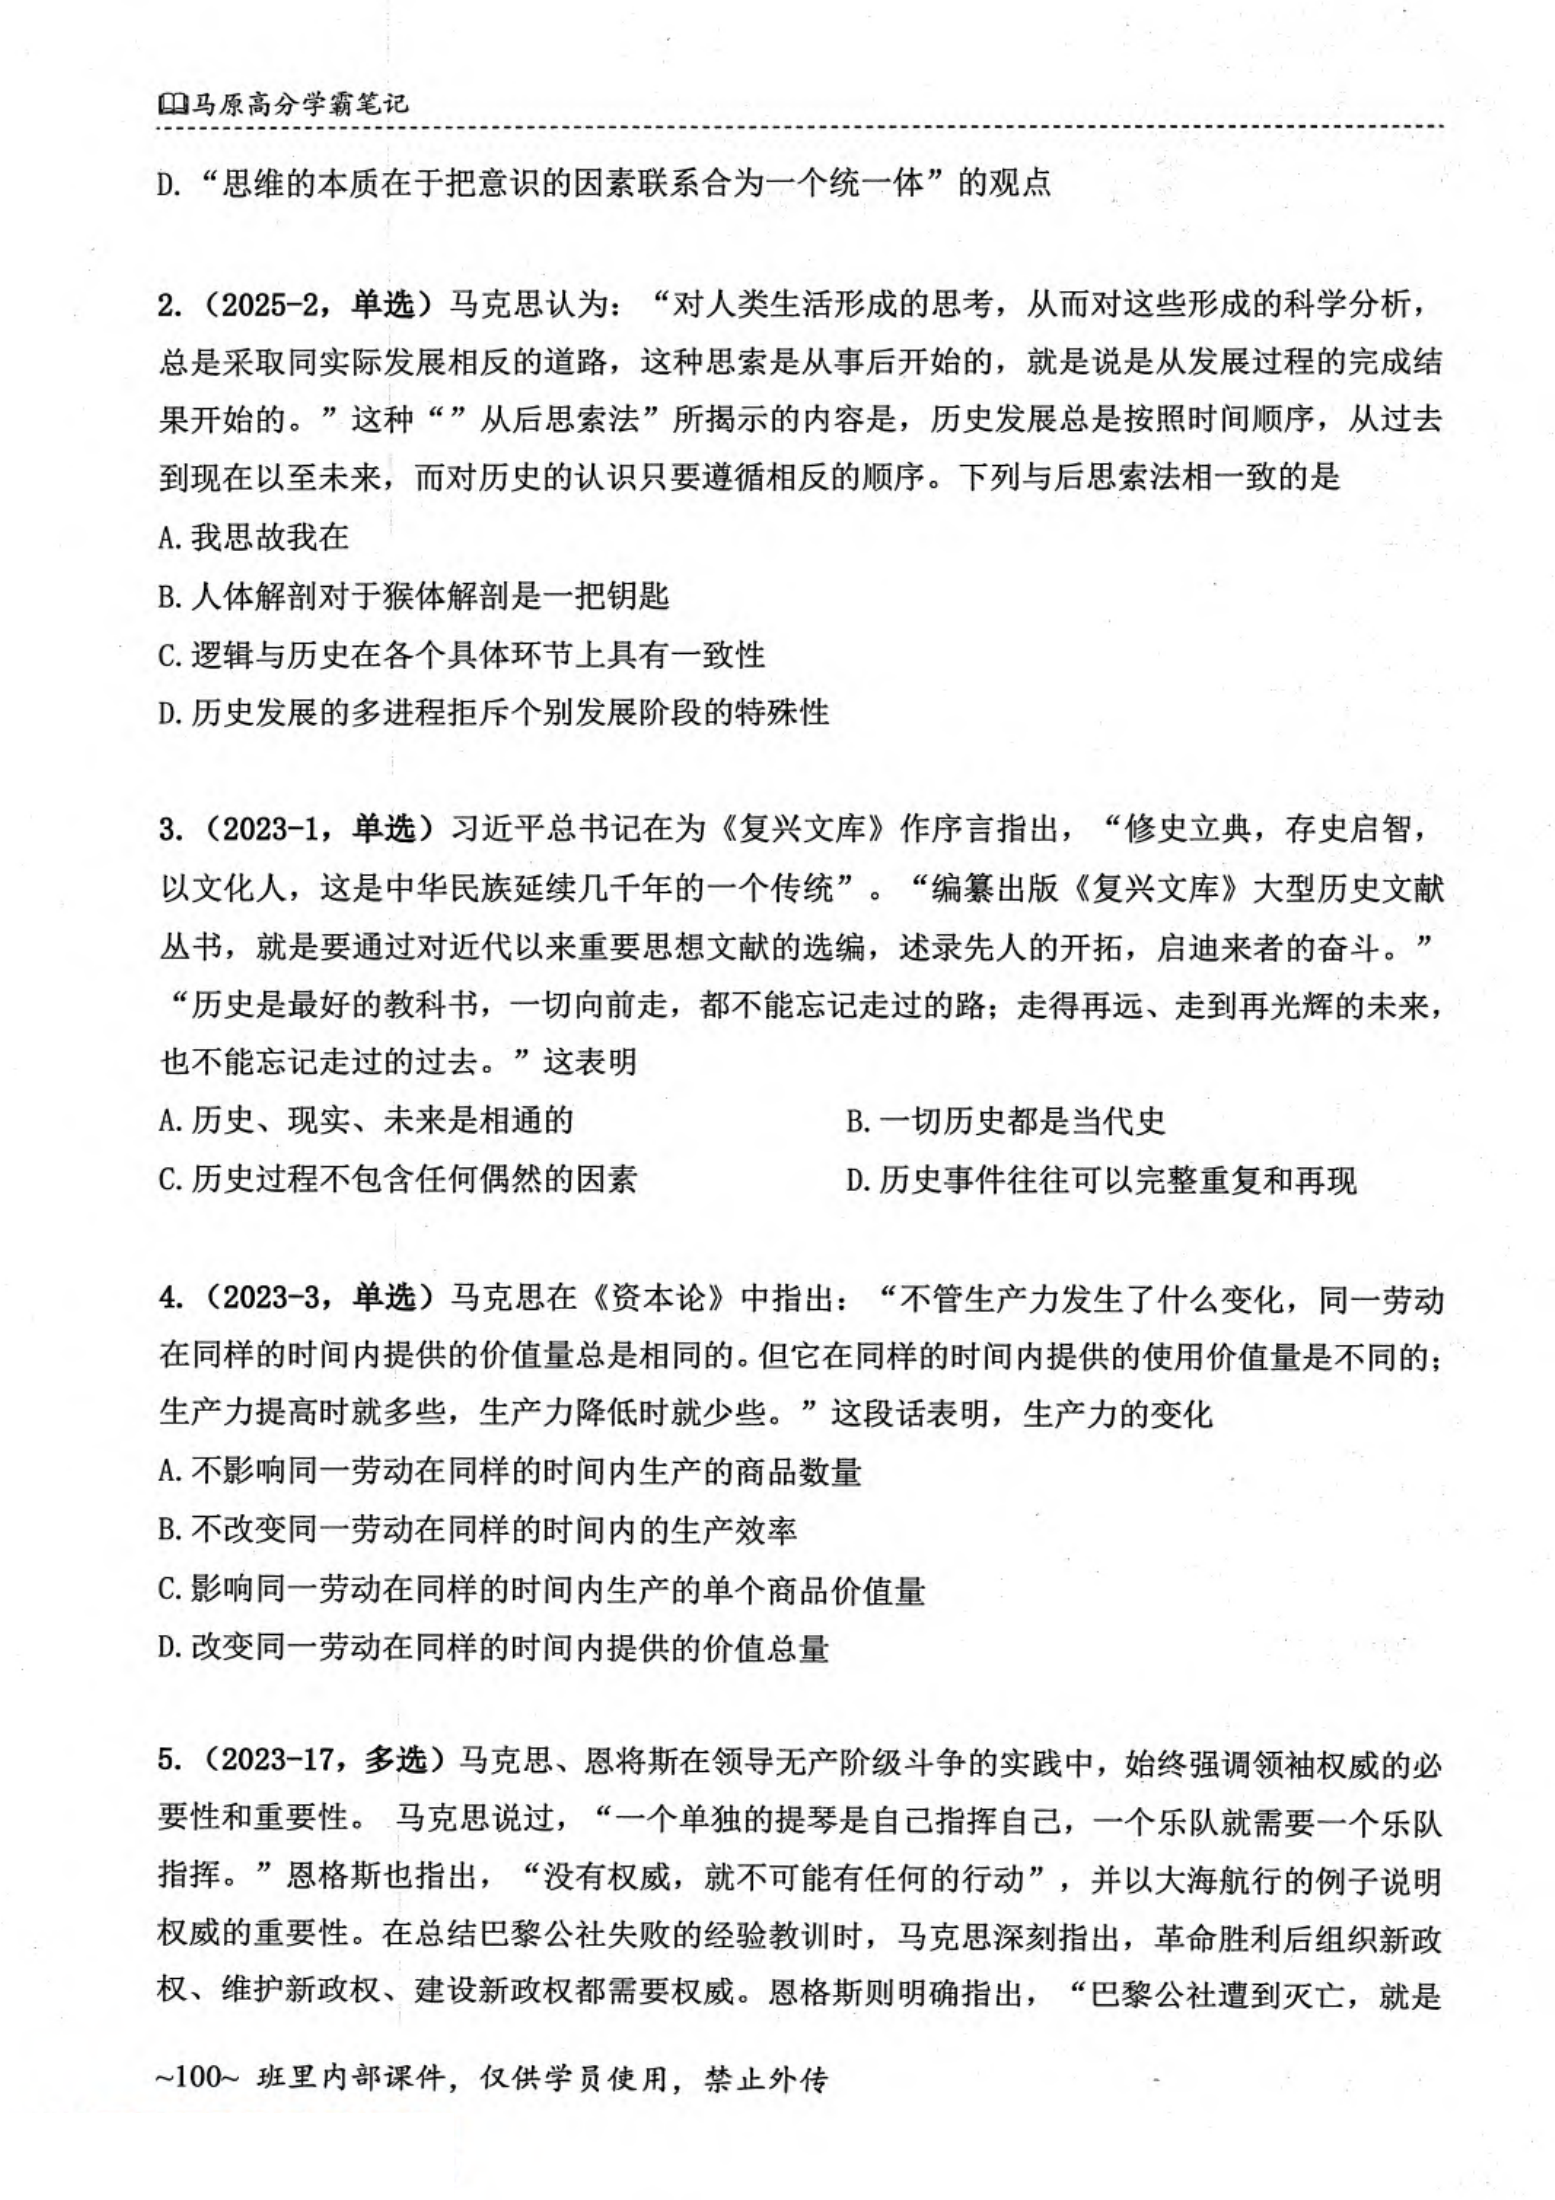 马原高分学霸笔记
D. “思维的本质在于把意识的因素联系合为一个统一体”的观点
2. （2025-2，单选）马克思认为：“对人类生活形成的思考，从而对这些形成的科学分析，
总是采取同实际发展相反的道路，这种思索是从事后开始的，就是说是从发展过程的完成结
果开始的。”这种“”从后思索法”所揭示的内容是，历史发展总是按照时间顺序，从过去
到现在以至未来，而对历史的认识只要遵循相反的顺序。下列与后思索法相一致的是
A. 我思故我在
B. 人体解剖对于猴体解剖是一把钥匙
C. 逻辑与历史在各个具体环节上具有一致性
D. 历史发展的多进程拒斥个别发展阶段的特殊性
3. （2023-1，单选）习近平总书记在为《复兴文库》作序言指出，“修史立典，存史启智，
以文化人，这是中华民族延续几千年的一个传统”。“编纂出版《复兴文库》大型历史文献
丛书，就是要通过对近代以来重要思想文献的选编，述录先人的开拓，启迪来者的奋斗。”
“历史是最好的教科书，一切向前走，都不能忘记走过的路；走得再远、走到再光辉的未来，
也不能忘记走过的过去。”这表明
A. 历史、现实、未来是相通的 B. 一切历史都是当代史
C. 历史过程不包含任何偶然的因素 D. 历史事件往往可以完整重复和再现
4. （2023-3，单选）马克思在《资本论》中指出：“不管生产力发生了什么变化，同一劳动
在同样的时间内提供的价值量总是相同的。但它在同样的时间内提供的使用价值量是不同的；
生产力提高时就多些，生产力降低时就少些。”这段话表明，生产力的变化
A. 不影响同一劳动在同样的时间内生产的商品数量
B. 不改变同一劳动在同样的时间内的生产效率
C. 影响同一劳动在同样的时间内生产的单个商品价值量
D. 改变同一劳动在同样的时间内提供的价值总量
5. （2023-17，多选）马克思、恩将斯在领导无产阶级斗争的实践中，始终强调领袖权威的必
要性和重要性。 马克思说过，“一个单独的提琴是自己指挥自己，一个乐队就需要一个乐队
指挥。”恩格斯也指出，“没有权威，就不可能有任何的行动”，并以大海航行的例子说明
权威的重要性。在总结巴黎公社失败的经验教训时，马克思深刻指出，革命胜利后组织新政
权、维护新政权、建设新政权都需要权威。恩格斯则明确指出，“巴黎公社遭到灭亡，就是
~100~ 班里内部课件，仅供学员使用，禁止外传